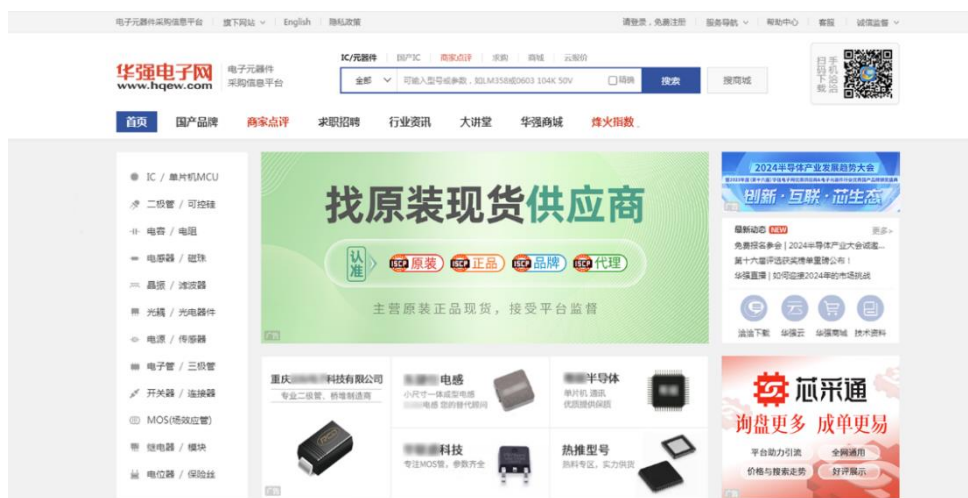 电子元器件采购信息平台 旗下网站 English 隐私政策 请登录，免费注册 服务导航 帮助中心 客服 诚信监督
华强电子网
www.hqew.com
电子元器件
采购信息平台
IC/元器件 国产IC 商家点评 求购 商城 云报价
全部 可输入型号或参数，如LM358或0603 104K 50V 精确 搜索 搜商城
手机洽洽
扫码下载
首页 国产品牌 商家点评 求职招聘 行业资讯 大讲堂 华强商城 烽火指数
IC / 单片机MCU
二极管 / 可控硅
电容 / 电阻
电感器 / 磁珠
晶振 / 滤波器
光耦 / 光电器件
电源 / 传感器
电子管 / 三极管
开关器 / 连接器
MOS(场效应管)
继电器 / 模块
电位器 / 保险丝
找原装现货供应商
认准 ISCP 原装 ISCP 正品 ISCP 品牌 ISCP 代理
主营原装正品现货，接受平台监督
广告
2024半导体产业发展趋势大会
创新·互联·芯生态
广告
最新动态 NEW 更多>
免费报名参会 | 2024半导体产业大会诚邀...
第十六届评选获奖榜单重磅公布！
华强直播 | 如何迎接2024年的市场挑战
洽洽下载 华强云 华强商城 技术资料
重庆 科技有限公司
专业二极管、桥堆制造商
广告
电感
小尺寸一体成型电感
电感 您的替代顾问
半导体
单片机 通讯
优质提供保质
科技
专注MOS管，参数齐全
热推型号
热料专区，实力供货
芯采通
询盘更多 成单更易
平台助力引流 全网通用
价格与搜索走势 好评展示
广告